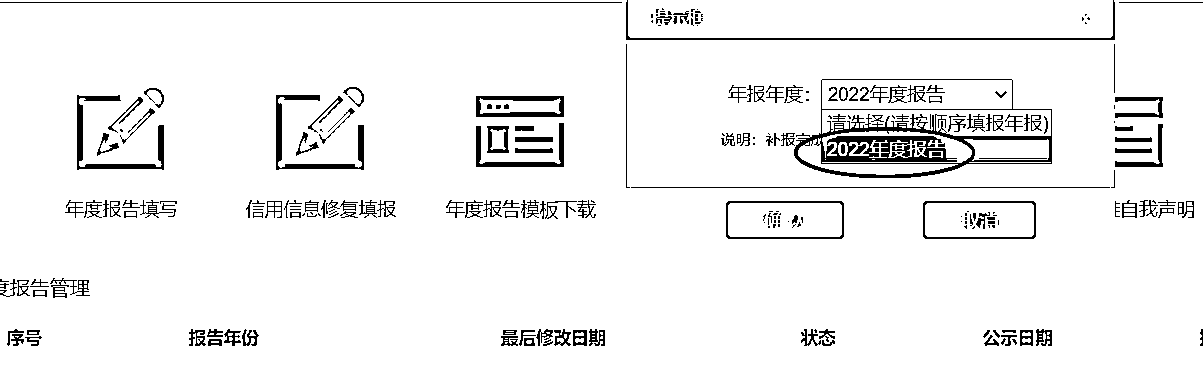 提示框
年报年度： 2022年度报告
请选择(请按顺序填报年报)
说明：补报完
2022年度报告
年度报告填写 信用信息修复填报 年度报告模板下载
自我声明
取消
度报告管理
序号 报告年份 最后修改日期 状态 公示日期